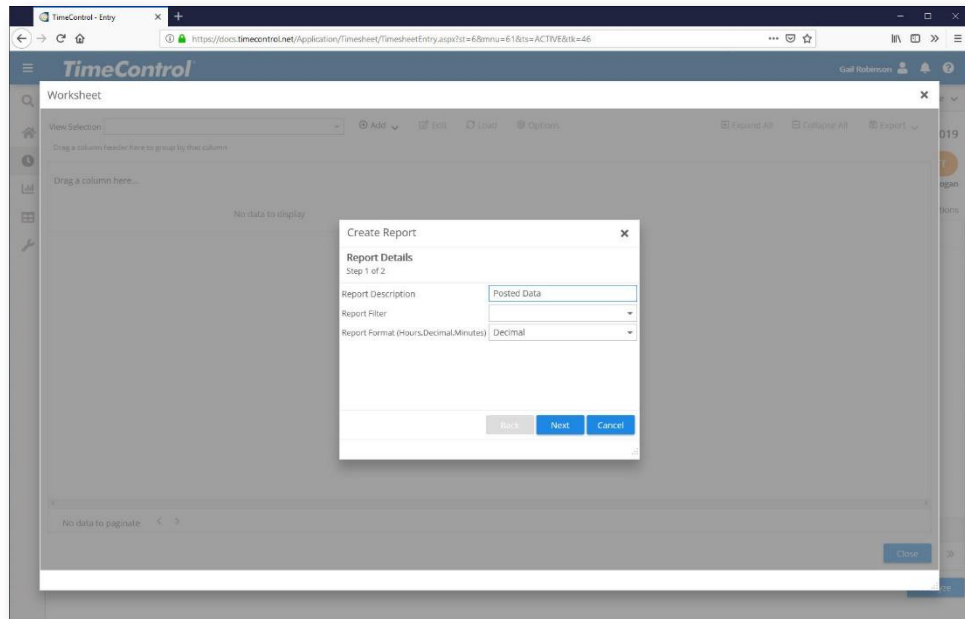 TimeControl - Entry
https://docs.timecontrol.net/Application/Timesheet/TimesheetEntry.aspx?st=6&mnu=61&ts=ACTIVE&tk=46
TimeControl
Gail Robinson
Worksheet
View Selection
Add
Edit
Load
Options
Expand All
Collapse All
Export
019
Drag a column header here to group by that column
Drag a column here...
No data to display
Create Report
Report Details
Step 1 of 2
Report Description
Posted Data
Report Filter
Report Format (Hours,Decimal,Minutes)
Decimal
Back
Next
Cancel
No data to paginate
Close